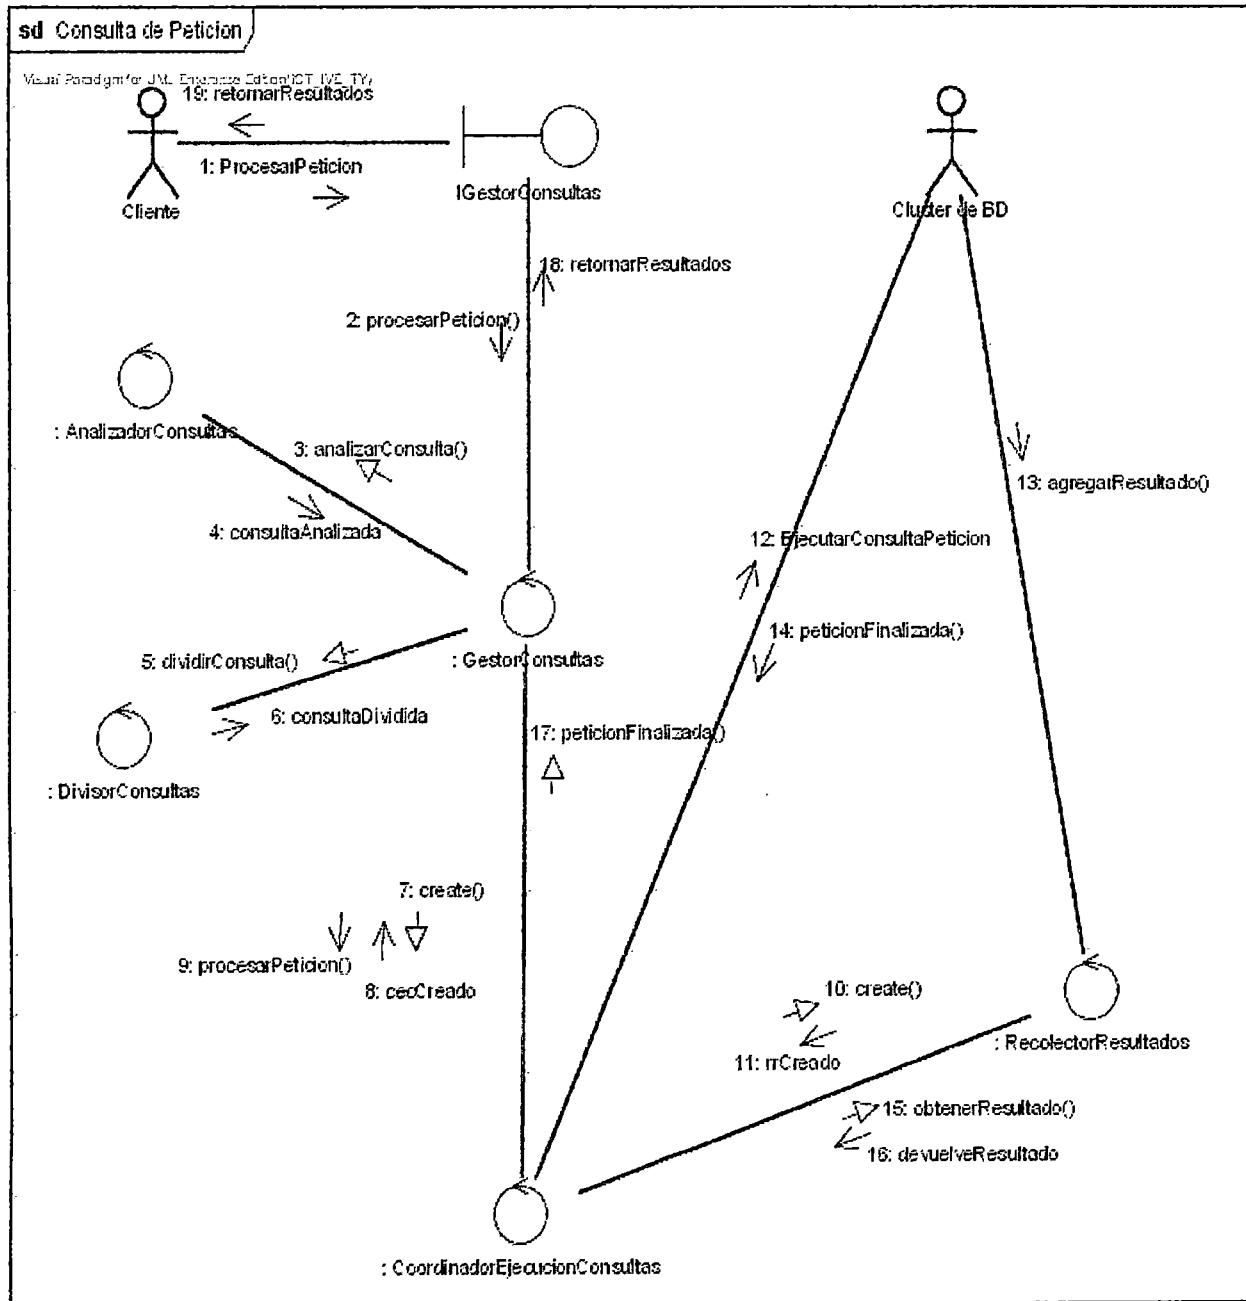 sd Consulta de Peticion
19: retornarResultados
1: ProcesarPeticion
Cliente
IGestorConsultas
Cluster de BD
18: retornarResultados
2: procesarPeticion()
: AnalizadorConsultas
3: analizarConsulta()
4: consultaAnalizada
13: agregarResultado()
12: EjecutarConsultaPeticion
14: peticionFinalizada()
5: dividirConsulta()
: GestorConsultas
6: consultaDividida
17: peticionFinalizada()
: DivisorConsultas
7: create()
9: procesarPeticion()
8: cecCreado
10: create()
11: rrCreado
: RecolectorResultados
15: obtenerResultado()
16: devuelveResultado
: CoordinadorEjecucionConsultas